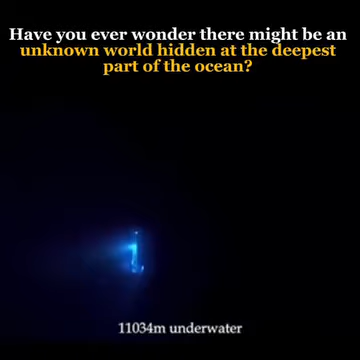 Have you ever wonder there might be an
unknown world hidden at the deepest
part of the ocean?
11034m underwater